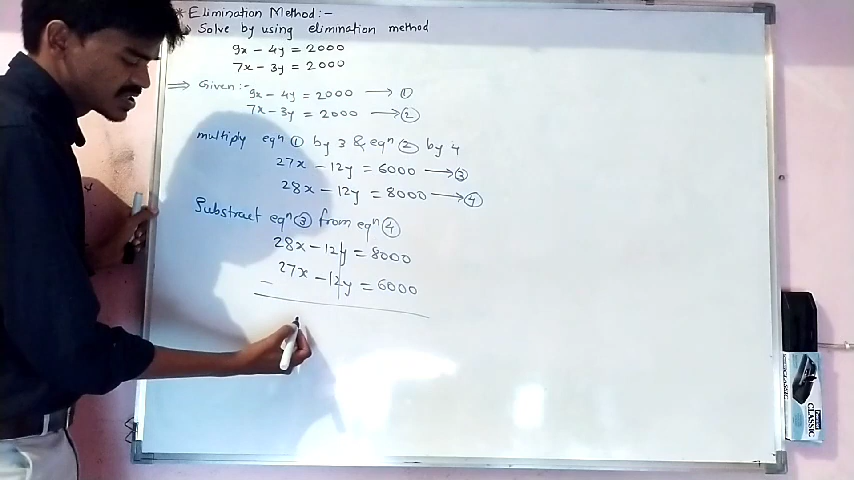 * Elimination Method:-
Solve by using elimination method
9x - 4y = 2000
7x - 3y = 2000
⇒ Given:-
9x - 4y = 2000 → ①
7x - 3y = 2000 → ②
multiply eqⁿ ① by 3 & eqⁿ ② by 4
27x - 12y = 6000 → ③
28x - 12y = 8000 → ④
Substract eqⁿ ③ from eqⁿ ④
28x - 12y = 8000
27x - 12y = 6000
-
CLASSIC